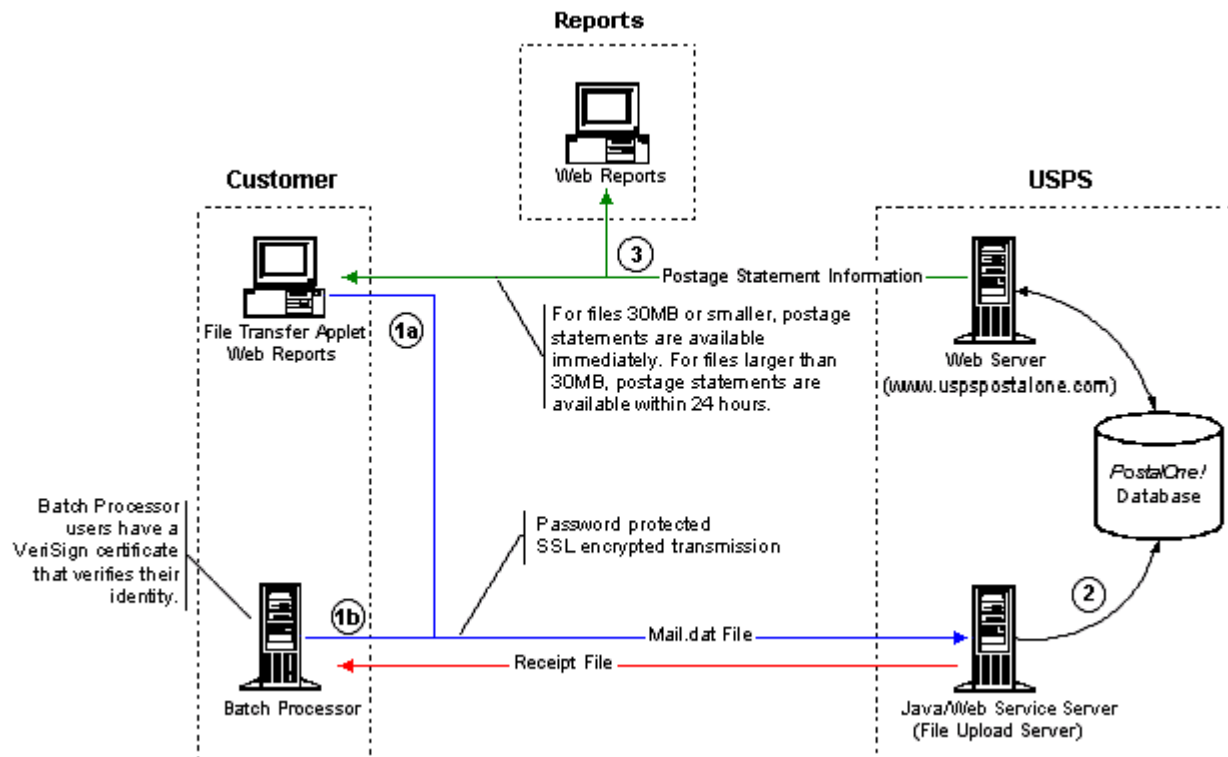 Reports
Web Reports
Customer
USPS
3
Postage Statement Information
File Transfer Applet
Web Reports
1a
For files 30MB or smaller, postage
statements are available
immediately. For files larger than
30MB, postage statements are
available within 24 hours.
Web Server
(www.uspspostalone.com)
PostalOne!
Database
Batch Processor
users have a
VeriSign certificate
that verifies their
identity.
Password protected
SSL encrypted transmission
2
1b
Mail.dat File
Receipt File
Batch Processor
Java/Web Service Server
(File Upload Server)